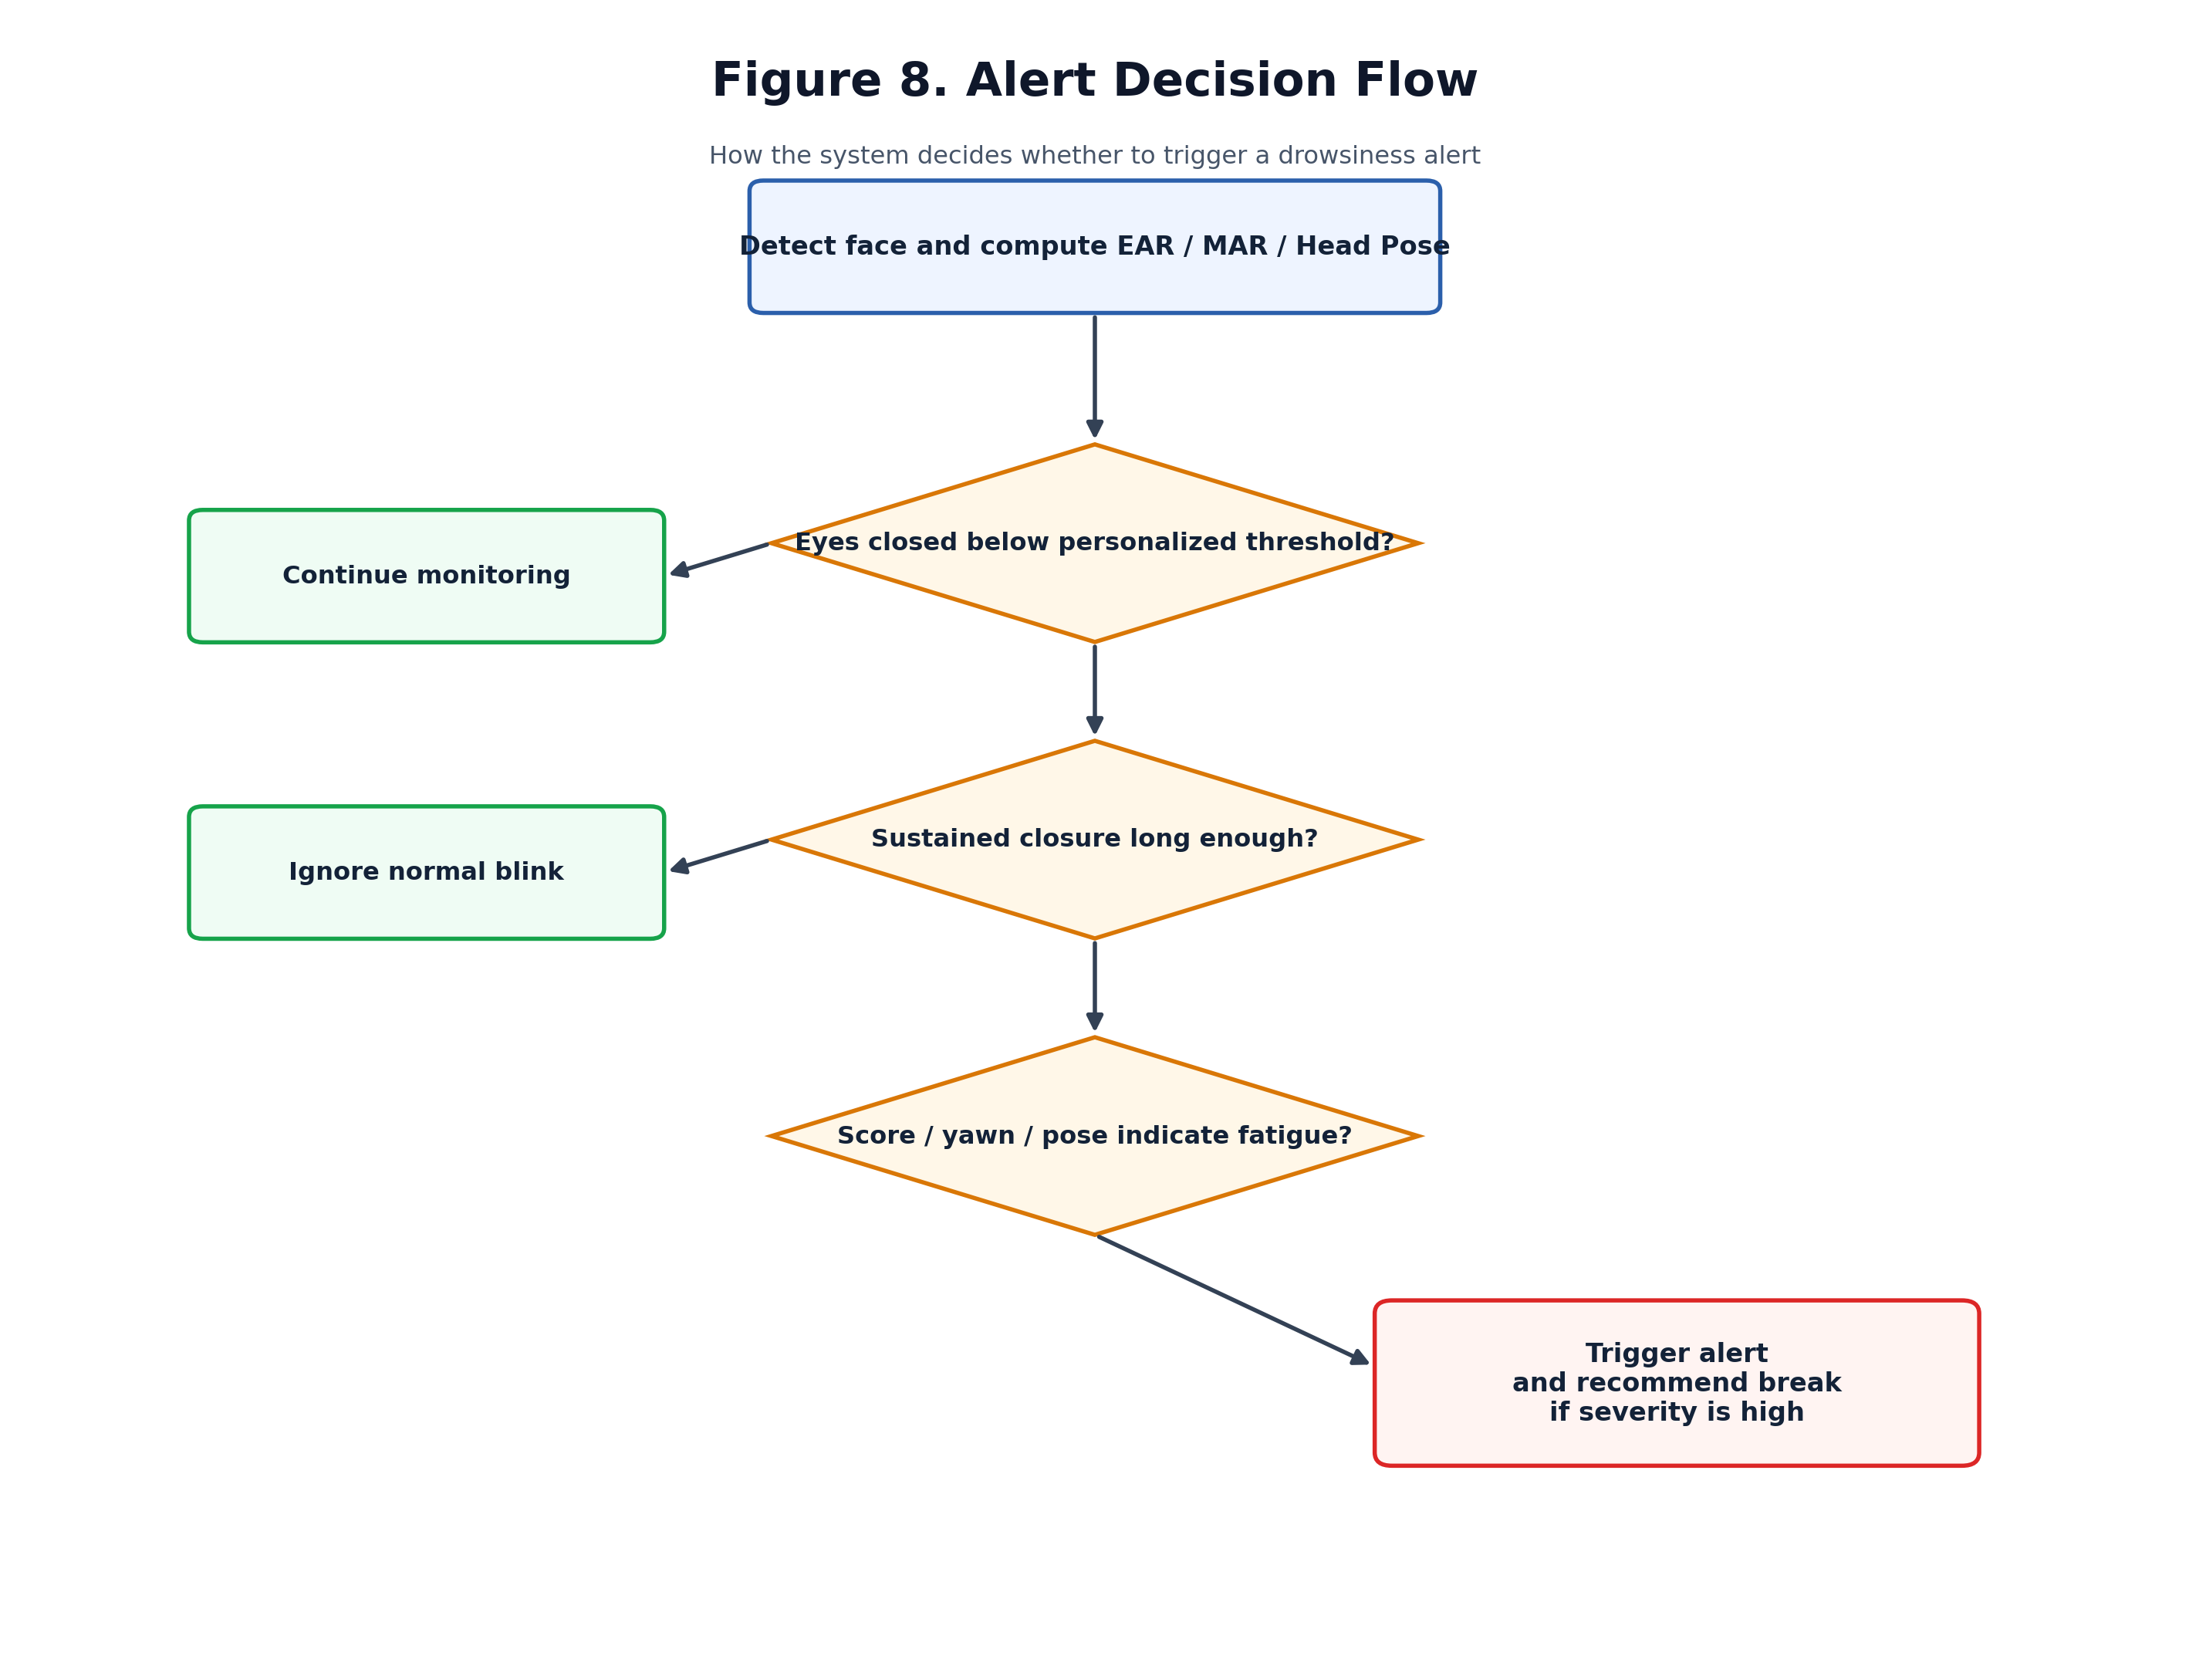 Figure 8. Alert Decision Flow
How the system decides whether to trigger a drowsiness alert
Detect face and compute EAR / MAR / Head Pose
Eyes closed below personalized threshold?
Continue monitoring
Sustained closure long enough?
Ignore normal blink
Score / yawn / pose indicate fatigue?
Trigger alert
and recommend break
if severity is high